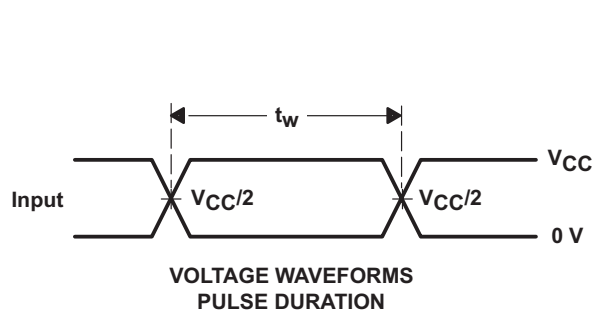 tw
VCC
Input
VCC/2
VCC/2
0 V
VOLTAGE WAVEFORMS
PULSE DURATION